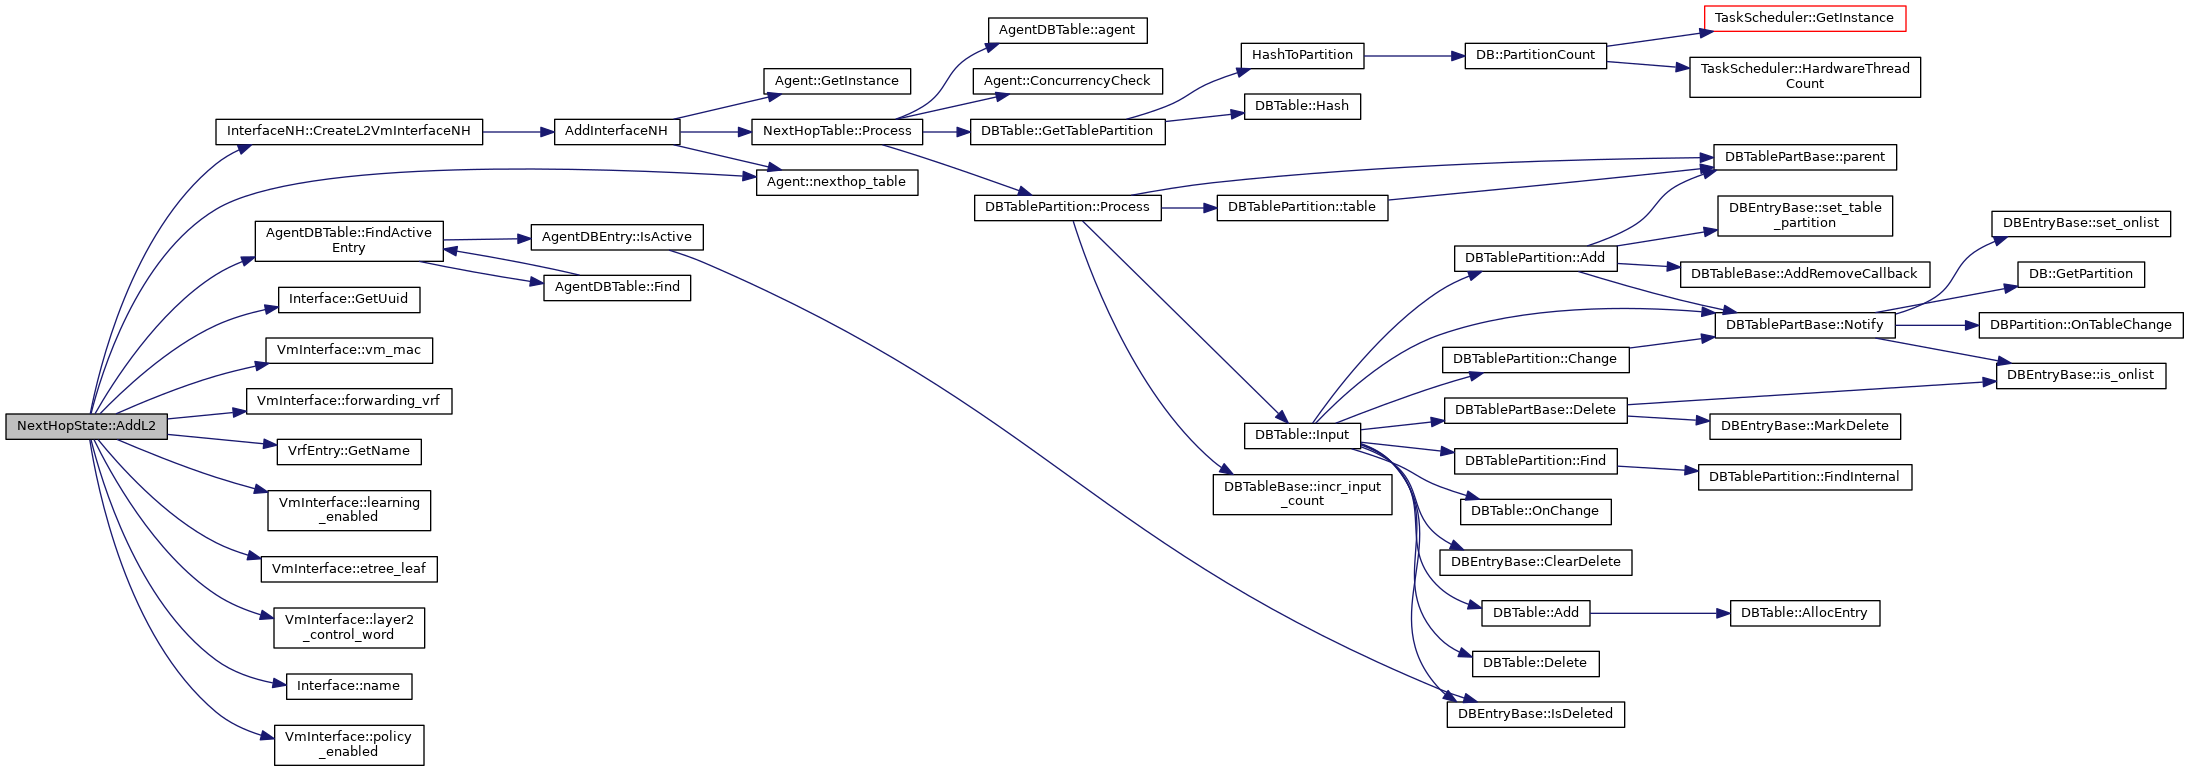 NextHopState::AddL2
InterfaceNH::CreateL2VmInterfaceNH
AgentDBTable::FindActive
Entry
Interface::GetUuid
VmInterface::vm_mac
VmInterface::forwarding_vrf
VrfEntry::GetName
VmInterface::learning
_enabled
VmInterface::etree_leaf
VmInterface::layer2
_control_word
Interface::name
VmInterface::policy
_enabled
AddInterfaceNH
AgentDBEntry::IsActive
AgentDBTable::Find
Agent::GetInstance
NextHopTable::Process
Agent::nexthop_table
AgentDBTable::agent
Agent::ConcurrencyCheck
DBTable::GetTablePartition
DBTablePartition::Process
HashToPartition
DBTable::Hash
DBTablePartition::table
DBTable::Input
DBTableBase::incr_input
_count
DB::PartitionCount
DBTablePartition::Add
DBTablePartition::Change
DBTablePartBase::Delete
DBTablePartition::Find
DBTable::OnChange
DBEntryBase::ClearDelete
DBTable::Add
DBTable::Delete
DBEntryBase::IsDeleted
TaskScheduler::GetInstance
TaskScheduler::HardwareThread
Count
DBTablePartBase::parent
DBEntryBase::set_table
_partition
DBTableBase::AddRemoveCallback
DBTablePartBase::Notify
DBEntryBase::MarkDelete
DBTablePartition::FindInternal
DBTable::AllocEntry
DBEntryBase::set_onlist
DB::GetPartition
DBPartition::OnTableChange
DBEntryBase::is_onlist